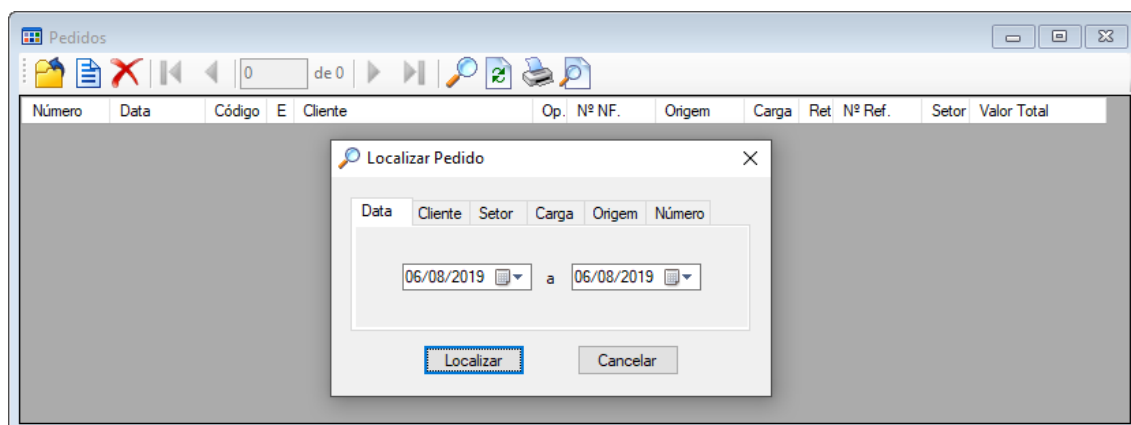 Pedidos
0 de 0
Número Data Código E Cliente Op. Nº NF. Origem Carga Ret Nº Ref. Setor Valor Total
Localizar Pedido
Data Cliente Setor Carga Origem Número
06/08/2019 a 06/08/2019
Localizar Cancelar